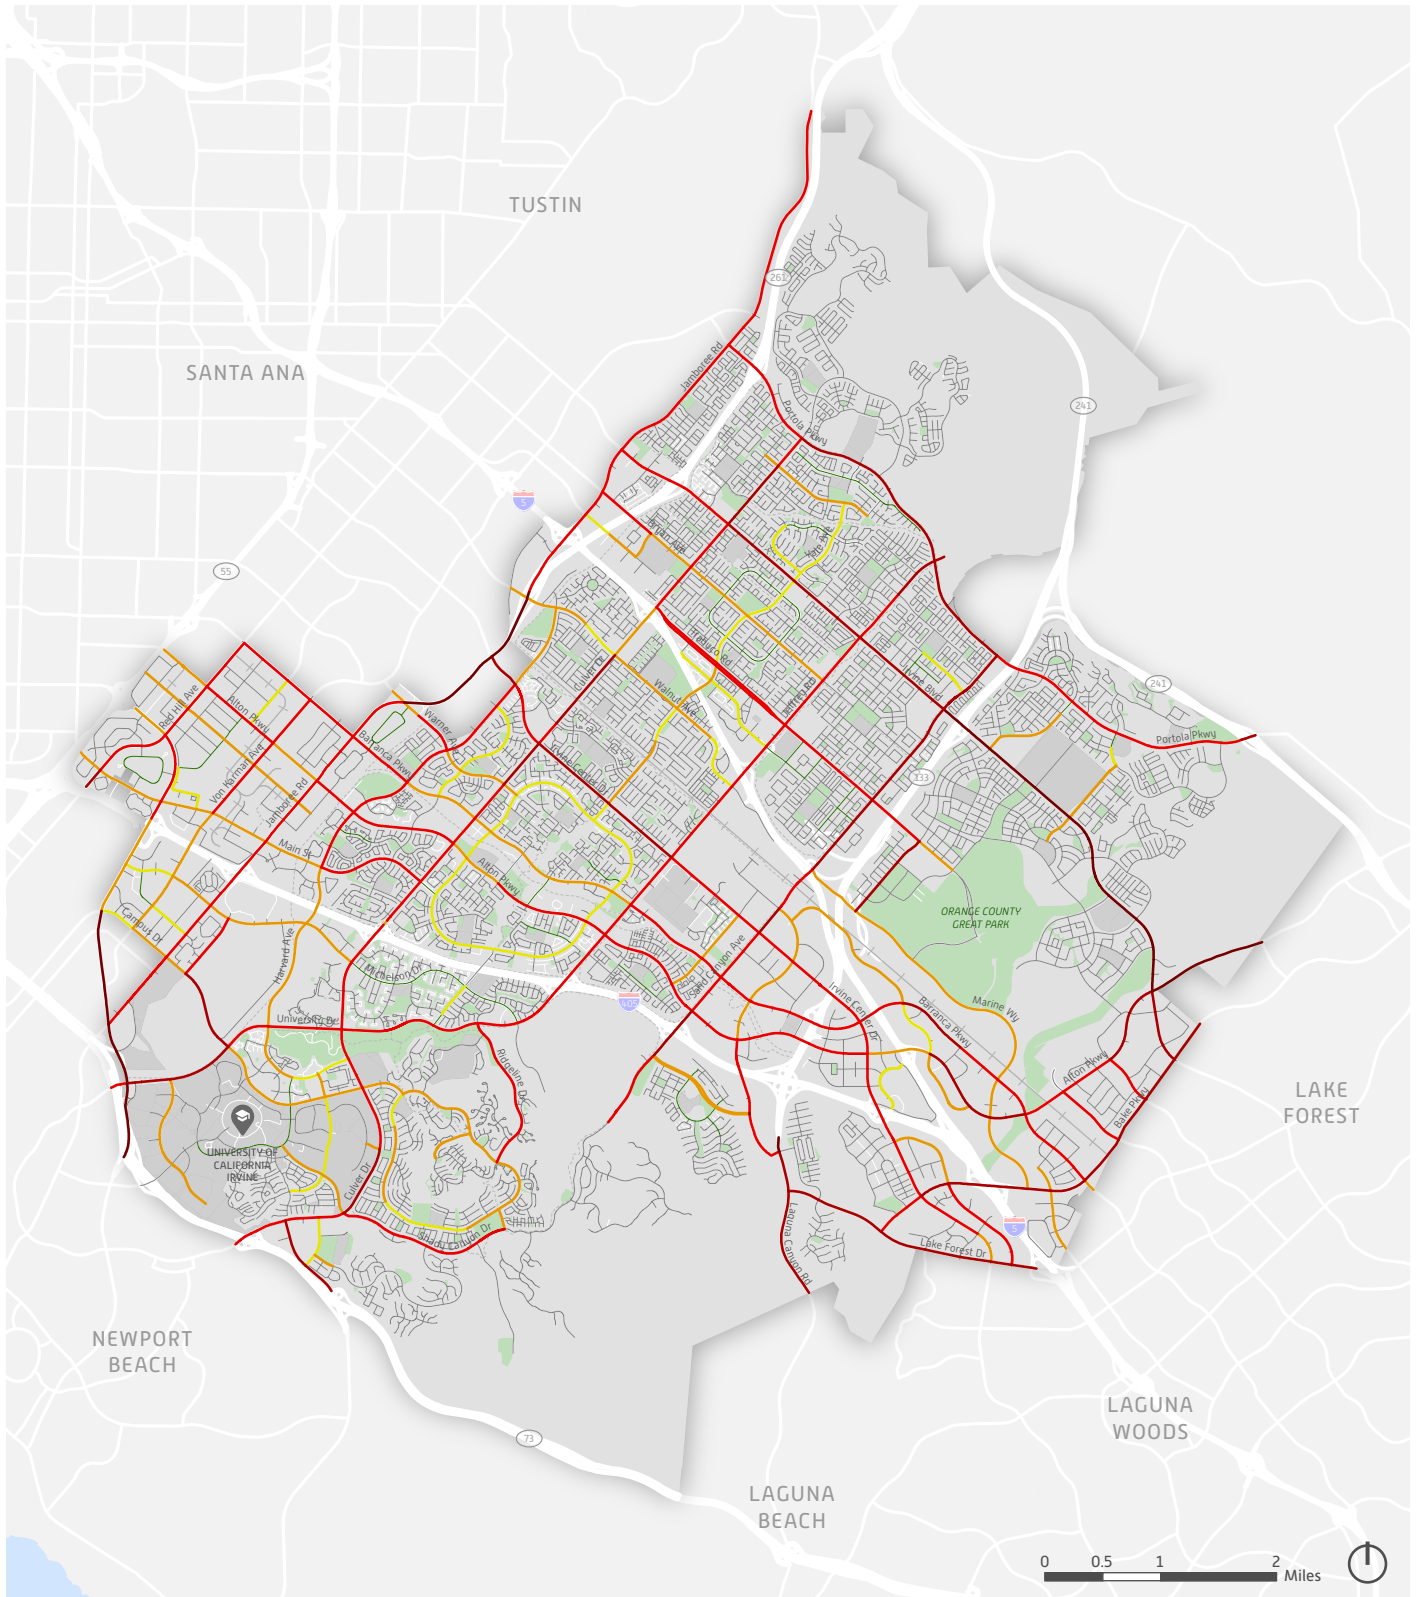 TUSTIN
261
SANTA ANA
Jamboree Rd
241
Portola Pkwy
5
Bryan Ave
Yale Ave
55
Trabuco Rd
Culver Dr
Irvine Blvd
241
Walnut Ave
Jeffrey Rd
Red Hill Ave
Alton Pkwy
Warner Ave
Portola Pkwy
Barranca Pkwy
Von Karman Ave
Irvine Center Dr
133
Jamboree Rd
Main St
Alton Pkwy
ORANGE COUNTY
GREAT PARK
Campus Dr
Harvard Ave
Sand Canyon Ave
Michelson Dr
405
Irvine Center Dr
Barranca Pkwy
Marine Wy
University Dr
Ridgeline Dr
Alton Pkwy
Bake Pkwy
LAKE
FOREST
UNIVERSITY OF
CALIFORNIA
IRVINE
Culver Dr
Shady Canyon Dr
Laguna Canyon Rd
5
Lake Forest Dr
NEWPORT
BEACH
LAGUNA
WOODS
73
LAGUNA
BEACH
0 0.5 1 2
Miles